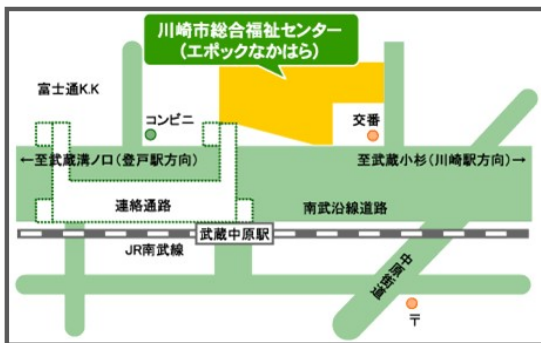 川崎市総合福祉センター
(エポックなかはら)
富士通K.K
コンビニ
交番
←至武蔵溝ノ口(登戸駅方向)
至武蔵小杉(川崎駅方向)→
連絡通路
南武沿線道路
武蔵中原駅
JR南武線
中原街道
〒